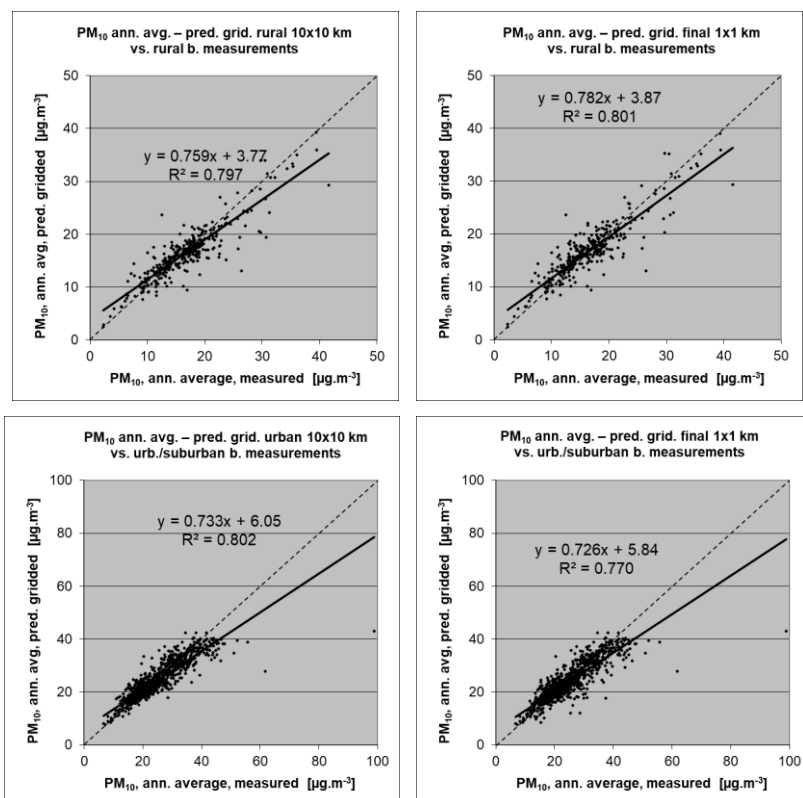 PM₁₀ ann. avg. – pred. grid. rural 10x10 km
vs. rural b. measurements
PM₁₀, ann. avg, pred. gridded [µg.m⁻³]
50
40
30
20
10
0
y = 0.759x + 3.77
R² = 0.797
0 10 20 30 40 50
PM₁₀, ann. average, measured [µg.m⁻³]
PM₁₀ ann. avg. – pred. grid. final 1x1 km
vs. rural b. measurements
PM₁₀, ann. avg, pred. gridded [µg.m⁻³]
50
40
30
20
10
0
y = 0.782x + 3.87
R² = 0.801
0 10 20 30 40 50
PM₁₀, ann. average, measured [µg.m⁻³]
PM₁₀ ann. avg. – pred. grid. urban 10x10 km
vs. urb./suburban b. measurements
PM₁₀, ann. avg, pred. gridded [µg.m⁻³]
100
80
60
40
20
0
y = 0.733x + 6.05
R² = 0.802
0 20 40 60 80 100
PM₁₀, ann. average, measured [µg.m⁻³]
PM₁₀ ann. avg. – pred. grid. final 1x1 km
vs. urb./suburban b. measurements
PM₁₀, ann. avg, pred. gridded [µg.m⁻³]
100
80
60
40
20
0
y = 0.726x + 5.84
R² = 0.770
0 20 40 60 80 100
PM₁₀, ann. average, measured [µg.m⁻³]